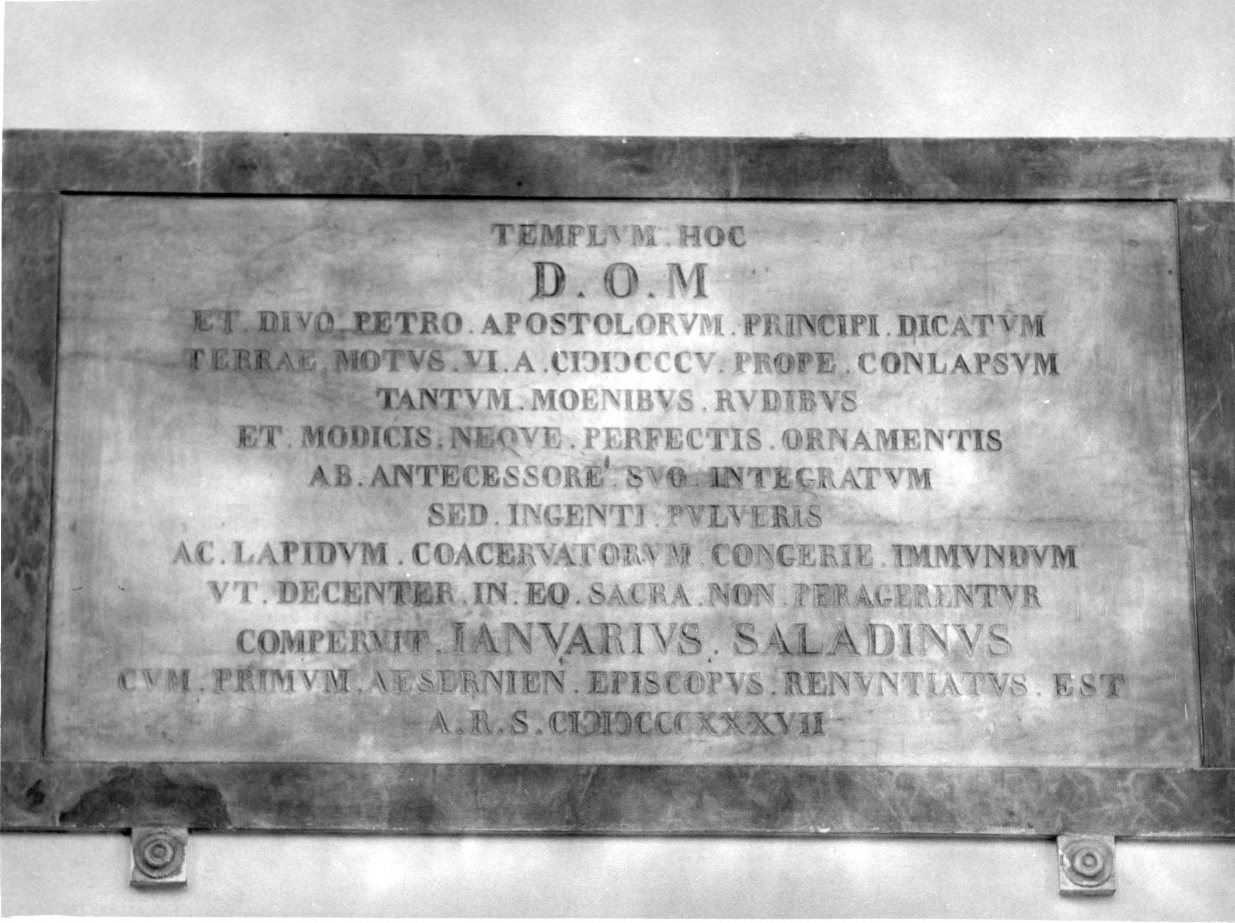 TEMPLVM . HOC
D . O . M
ET . DIVO . PETRO . APOSTOLORVM . PRINCIPI . DICATVM
TERRAE . MOTVS . VI . A . CIƆIƆCCCV . PROPE . CONLAPSVM
TANTVM . MOENIBVS . RVDIBVS
ET . MODICIS . NEQVE . PERFECTIS . ORNAMENTIS
AB . ANTECESSORE . SVO . INTEGRATVM
SED . INGENTI . PVLVERIS
AC . LAPIDVM . COACERVATORVM . CONGERIE . IMMVNDVM
VT . DECENTER . IN . EO . SACRA . NON . PERAGERENTVR
COMPERVIT . IANVARIVS . SALADINVS
CVM . PRIMVM . AESERNIEN . EPISCOPVS . RENVNTIATVS . EST
A . R . S . CIƆIƆCCCXXXVII